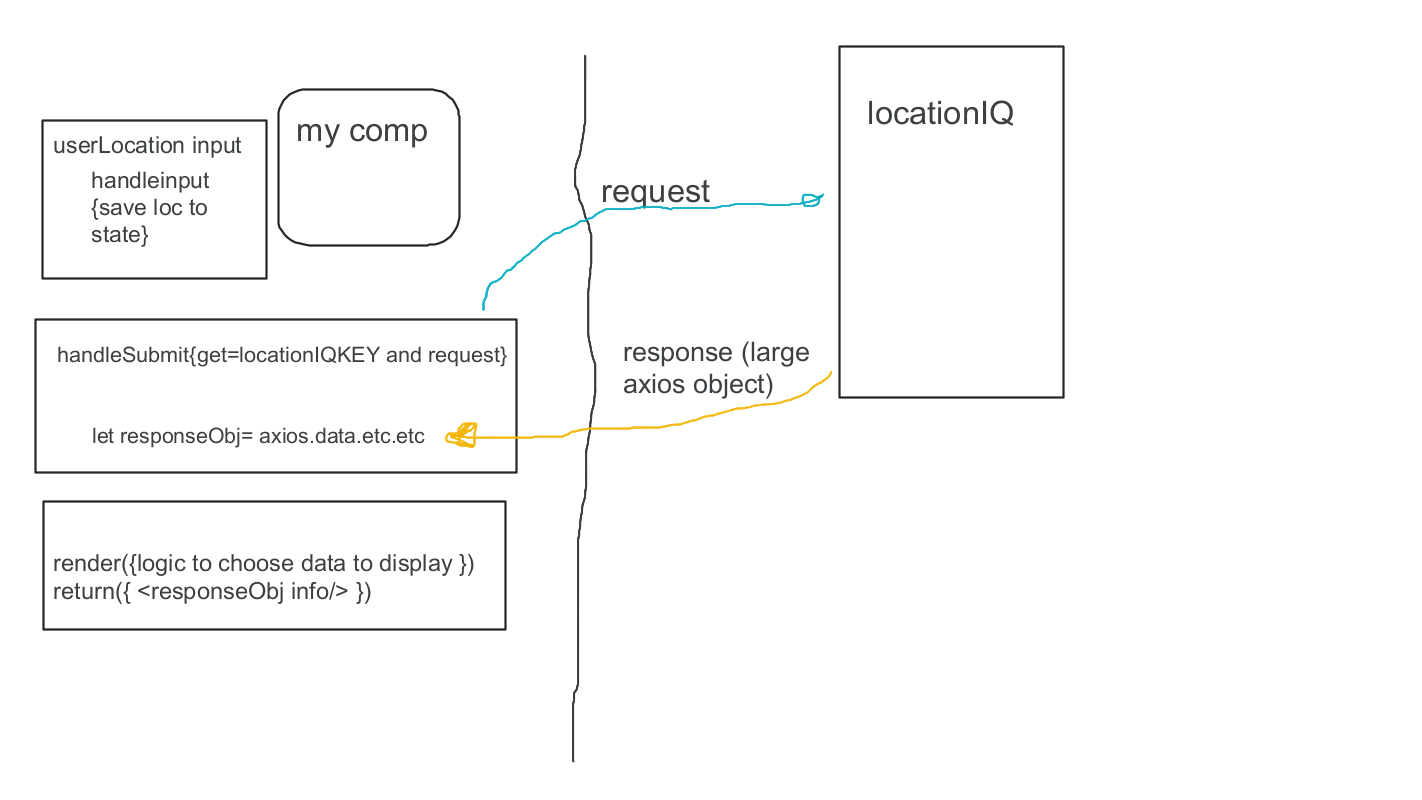 userLocation input
handleinput
{save loc to
state}
my comp
request
locationIQ
handleSubmit{get=locationIQKEY and request}
let responseObj= axios.data.etc.etc
response (large
axios object)
render({logic to choose data to display })
return({ <responseObj info/> })